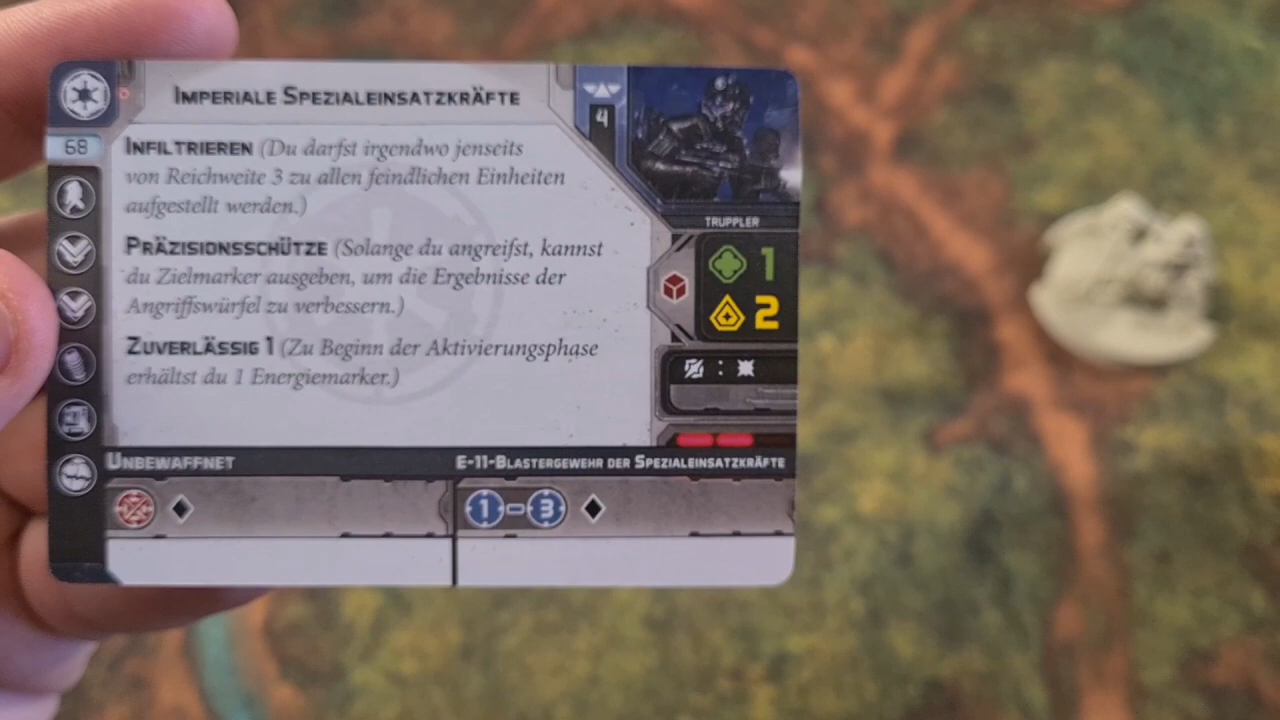 IMPERIALE SPEZIALEINSATZKRÄFTE
4
68
INFILTRIEREN (Du darfst irgendwo jenseits
von Reichweite 3 zu allen feindlichen Einheiten
aufgestellt werden.)
PRÄZISIONSSCHÜTZE (Solange du angreifst, kannst
du Zielmarker ausgeben, um die Ergebnisse der
Angriffswürfel zu verbessern.)
ZUVERLÄSSIG 1 (Zu Beginn der Aktivierungsphase
erhältst du 1 Energiemarker.)
TRUPPLER
1
2
:
UNBEWAFFNET
E-11-BLASTERGEWEHR DER SPEZIALEINSATZKRÄFTE
1-3